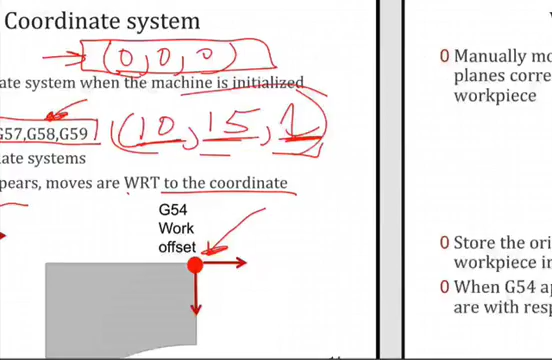 Coordinate system
(0, 0, 0)
ate system when the machine is initialized
G57,G58,G59 (10, 15, 1)
ate systems
pears, moves are WRT to the coordinate
G54
Work
offset
0 Manually mo
planes corre
workpiece
0 Store the ori
workpiece in
0 When G54 ap
are with resp